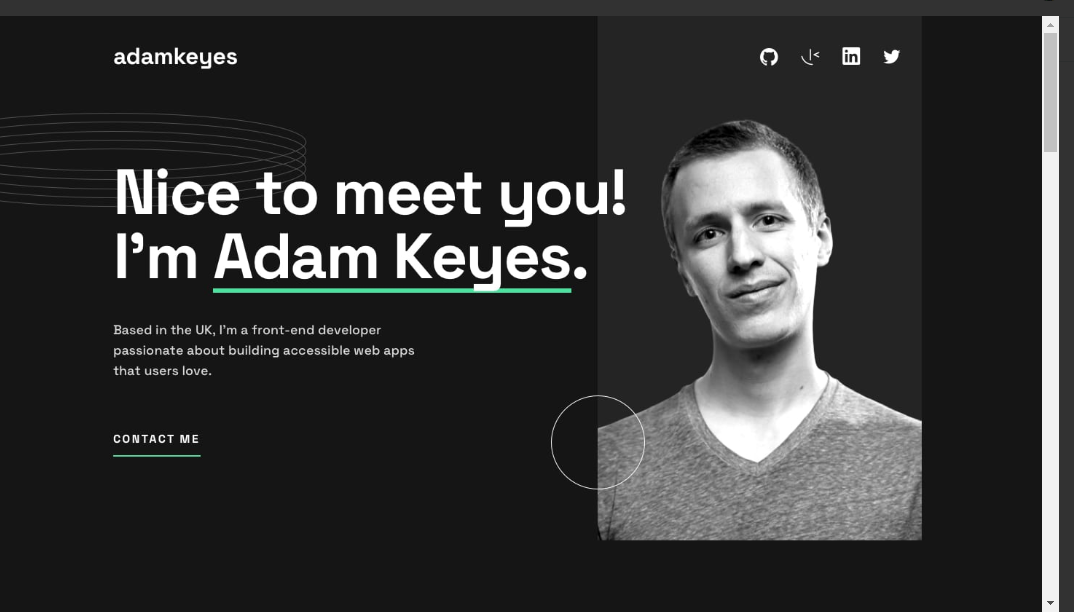 adamkeyes
Nice to meet you!
I'm Adam Keyes.
Based in the UK, I'm a front-end developer
passionate about building accessible web apps
that users love.
CONTACT ME